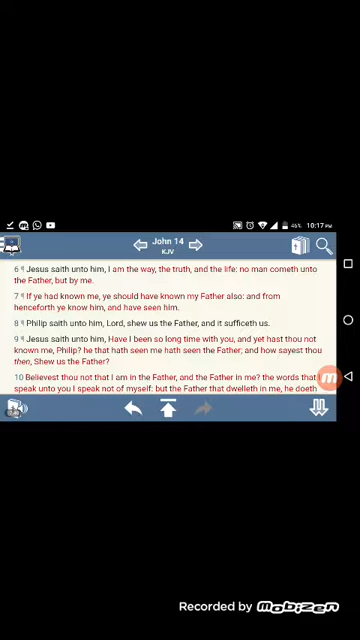 45% 10:17 PM
John 14
KJV
6 ¶ Jesus saith unto him, I am the way, the truth, and the life: no man cometh unto
the Father, but by me.
7 ¶ If ye had known me, ye should have known my Father also: and from
henceforth ye know him, and have seen him.
8 ¶ Philip saith unto him, Lord, shew us the Father, and it sufficeth us.
9 ¶ Jesus saith unto him, Have I been so long time with you, and yet hast thou not
known me, Philip? he that hath seen me hath seen the Father; and how sayest thou
then, Shew us the Father?
10 Believest thou not that I am in the Father, and the Father in me? the words that I
speak unto you I speak not of myself: but the Father that dwelleth in me, he doeth
Recorded by Mobizen